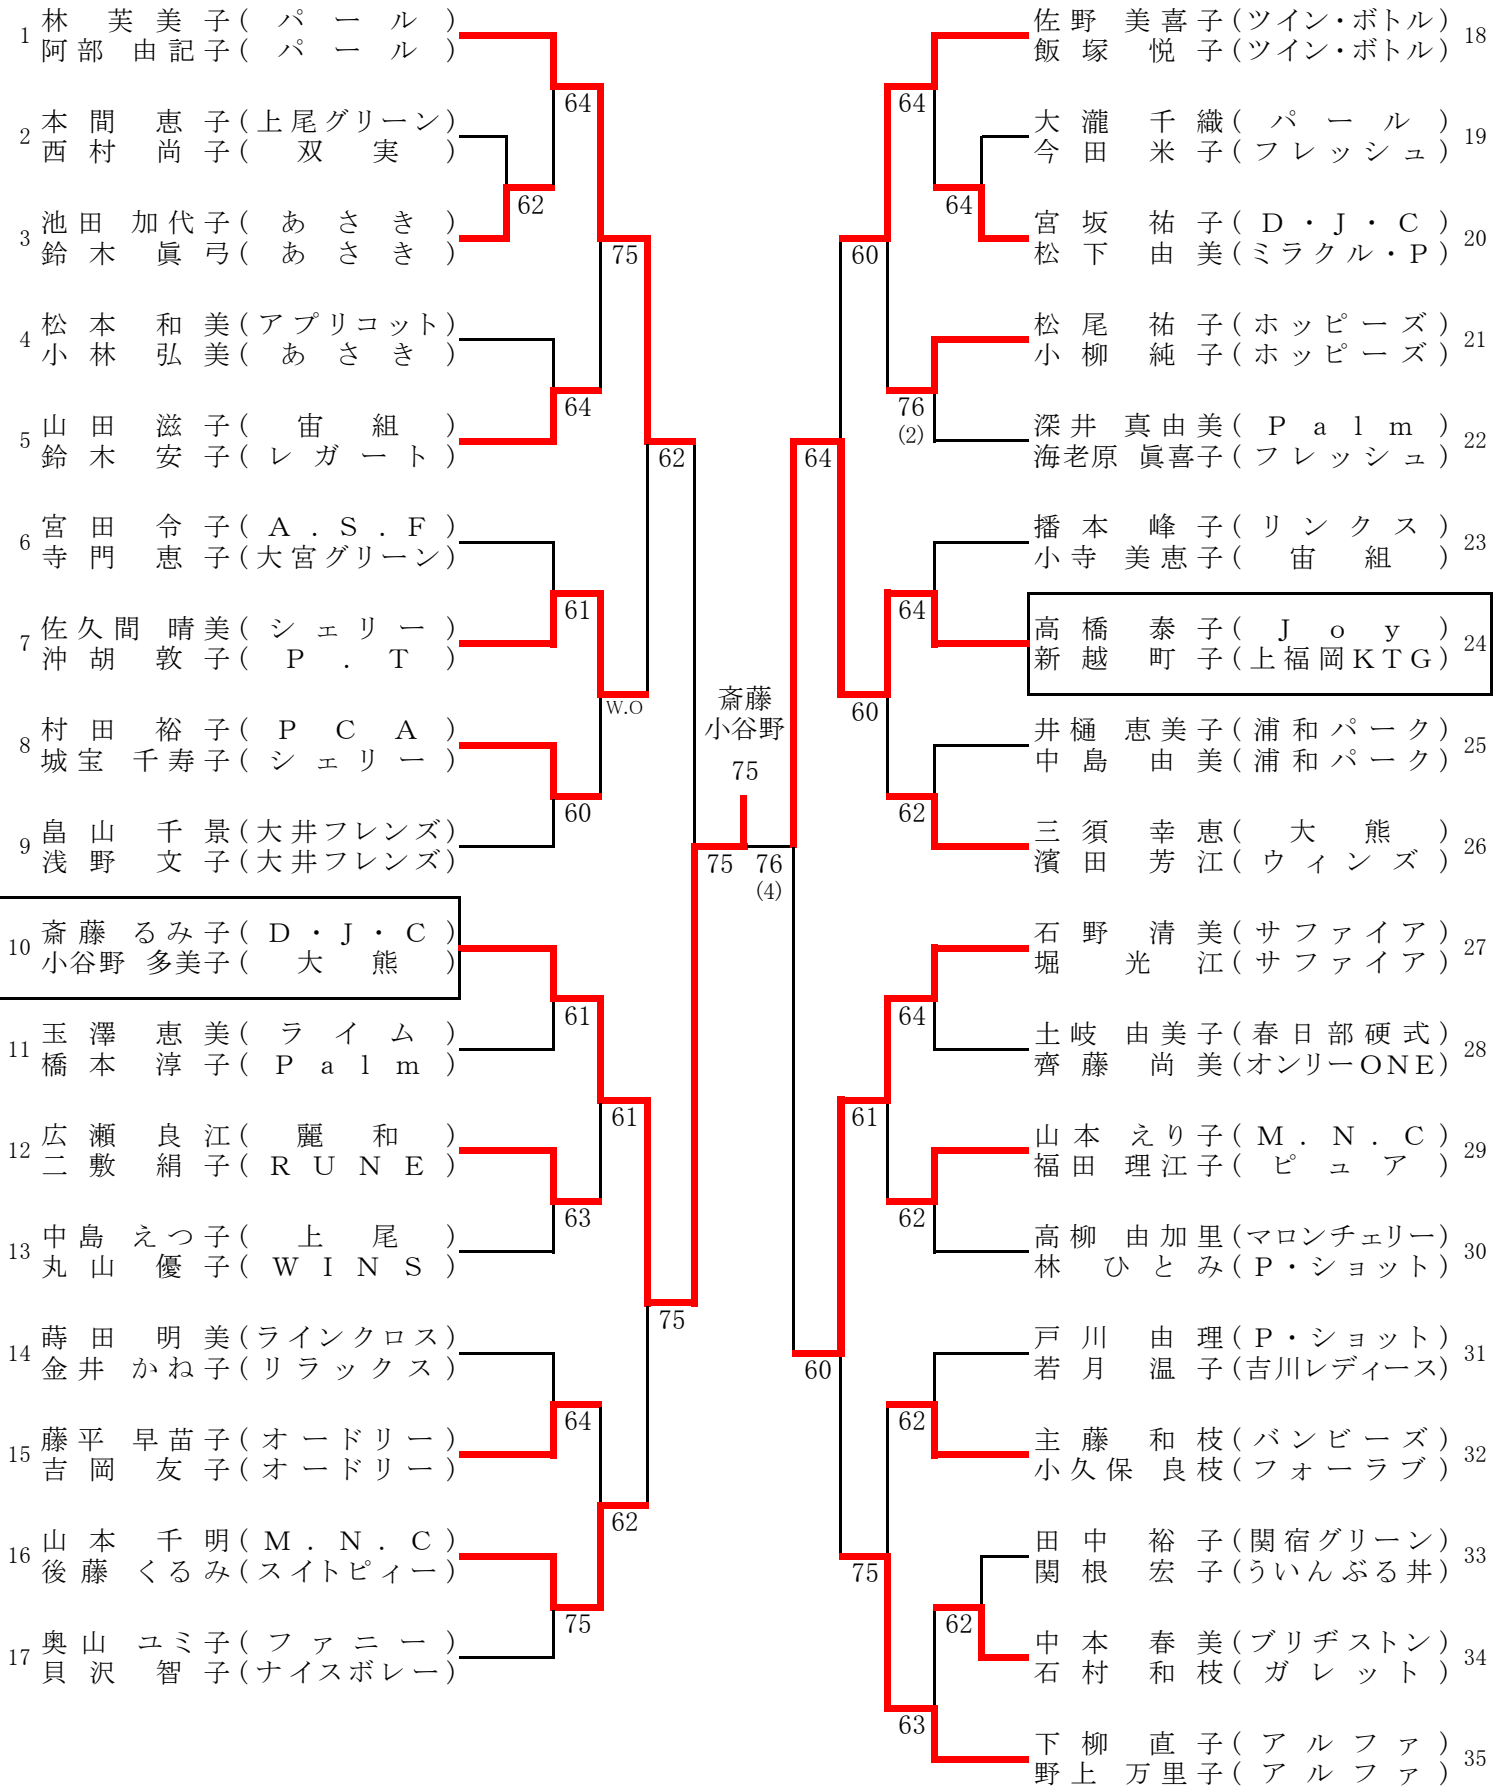 1 林 芙美子(パール)
阿部 由記子(パール)
2 本間 恵子(上尾グリーン)
西村 尚子(双実)
3 池田 加代子(あさき)
鈴木 眞弓(あさき)
4 松本 和美(アプリコット)
小林 弘美(あさき)
5 山田 滋子(宙組)
鈴木 安子(レガート)
6 宮田 令子(A.S.F)
寺門 恵子(大宮グリーン)
7 佐久間 晴美(シェリー)
沖胡 敦子(P.T)
8 村田 裕子(PCA)
城宝 千寿子(シェリー)
9 畠山 千景(大井フレンズ)
浅野 文子(大井フレンズ)
10 斎藤 るみ子(D・J・C)
小谷野 多美子(大熊)
11 玉澤 恵美(ライム)
橋本 淳子(Palm)
12 広瀬 良江(麗和)
二敷 絹子(RUNE)
13 中島 えつ子(上尾)
丸山 優子(WINS)
14 蒔田 明美(ラインクロス)
金井 かね子(リラックス)
15 藤平 早苗子(オードリー)
吉岡 友子(オードリー)
16 山本 千明(M.N.C)
後藤 くるみ(スイトピィー)
17 奥山 ユミ子(ファニー)
貝沢 智子(ナイスボレー)
64
62
75
64
62
61
W.O
60
61
61
63
75
64
62
75
斎藤
小谷野
75
75
76
(4)
64
64
60
76
(2)
64
64
60
62
64
61
62
60
62
75
62
63
佐野 美喜子(ツイン・ボトル) 18
飯塚 悦子(ツイン・ボトル)
大瀧 千織(パール) 19
今田 米子(フレッシュ)
宮坂 祐子(D・J・C) 20
松下 由美(ミラクル・P)
松尾 祐子(ホッピーズ) 21
小柳 純子(ホッピーズ)
深井 真由美(Palm) 22
海老原 眞喜子(フレッシュ)
播本 峰子(リンクス) 23
小寺 美恵子(宙組)
高橋 泰子(Joy) 24
新越 町子(上福岡KTG)
井樋 恵美子(浦和パーク) 25
中島 由美(浦和パーク)
三須 幸恵(大熊) 26
濱田 芳江(ウィンズ)
石野 清美(サファイア) 27
堀 光江(サファイア)
土岐 由美子(春日部硬式) 28
齊藤 尚美(オンリーONE)
山本 えり子(M.N.C) 29
福田 理江子(ピュア)
高柳 由加里(マロンチェリー) 30
林 ひとみ(P・ショット)
戸川 由理(P・ショット) 31
若月 温子(吉川レディース)
主藤 和枝(バンビーズ) 32
小久保 良枝(フォーラブ)
田中 裕子(関宿グリーン) 33
関根 宏子(ういんぶる丼)
中本 春美(ブリヂストン) 34
石村 和枝(ガレット)
下柳 直子(アルファ) 35
野上 万里子(アルファ)